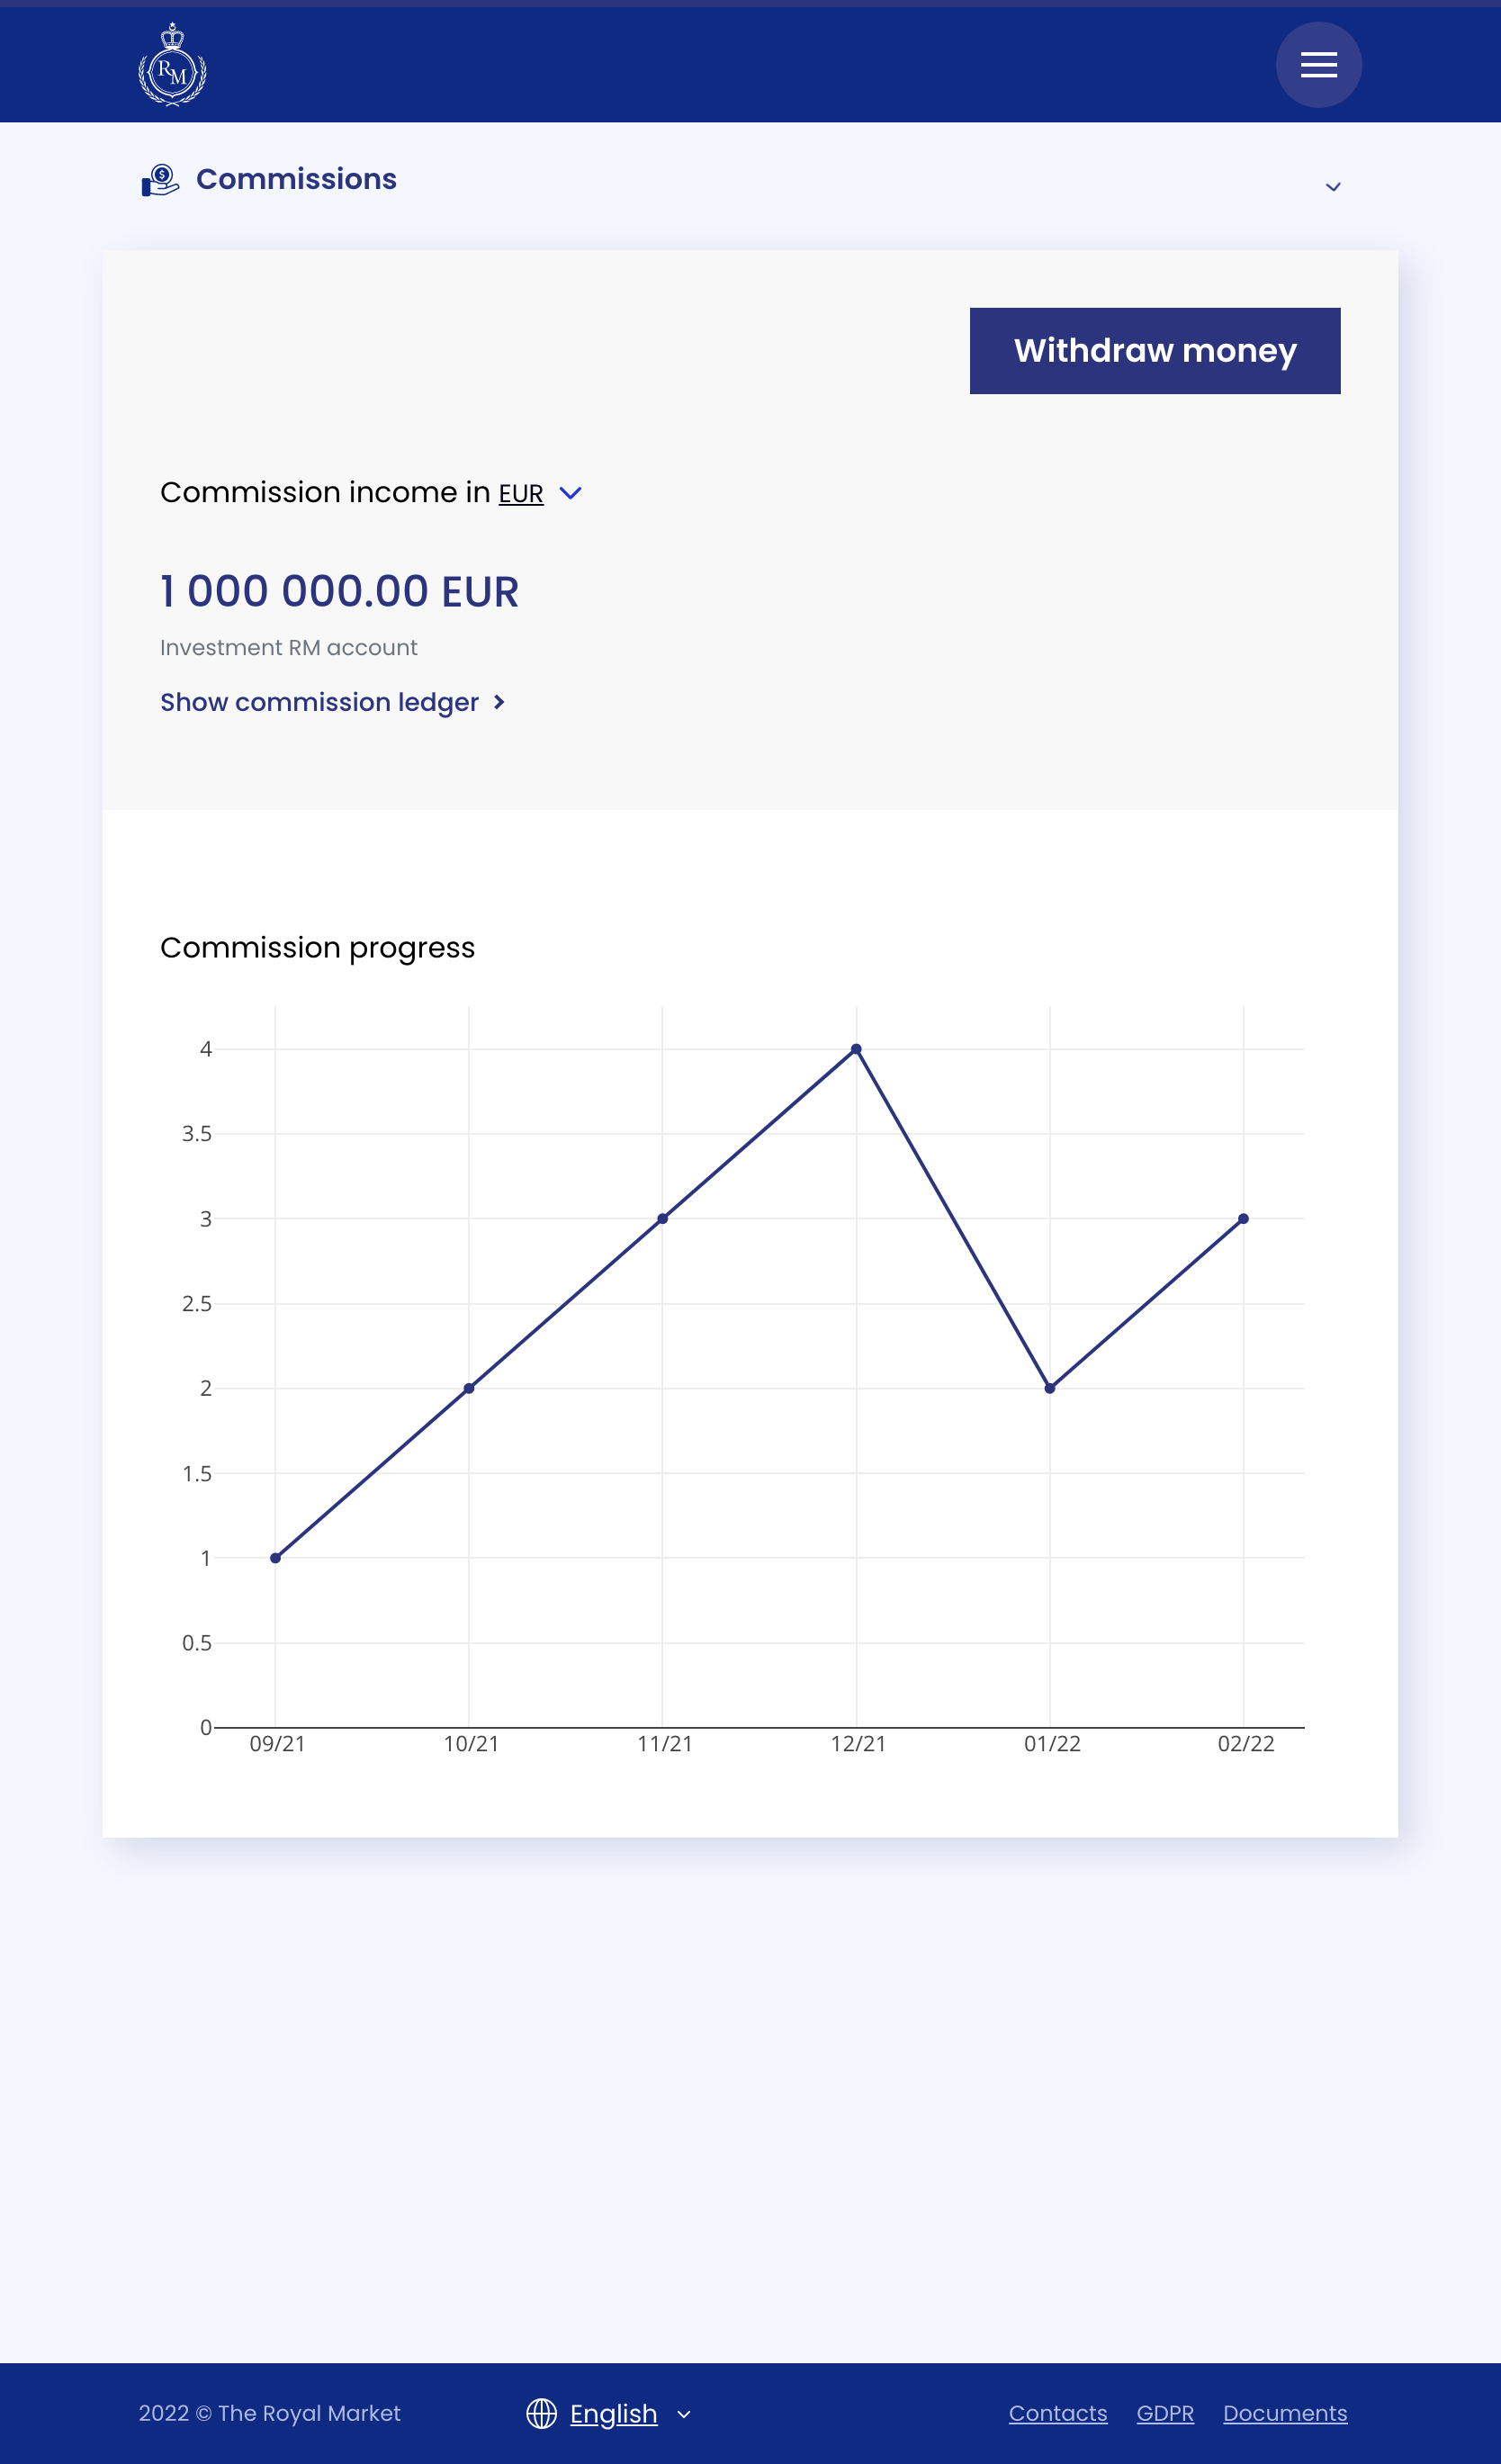 RM
Commissions
Withdraw money
Commission income in EUR
1 000 000.00 EUR
Investment RM account
Show commission ledger
Commission progress
4
3.5
3
2.5
2
1.5
1
0.5
0
09/21 10/21 11/21 12/21 01/22 02/22
2022 © The Royal Market English Contacts GDPR Documents